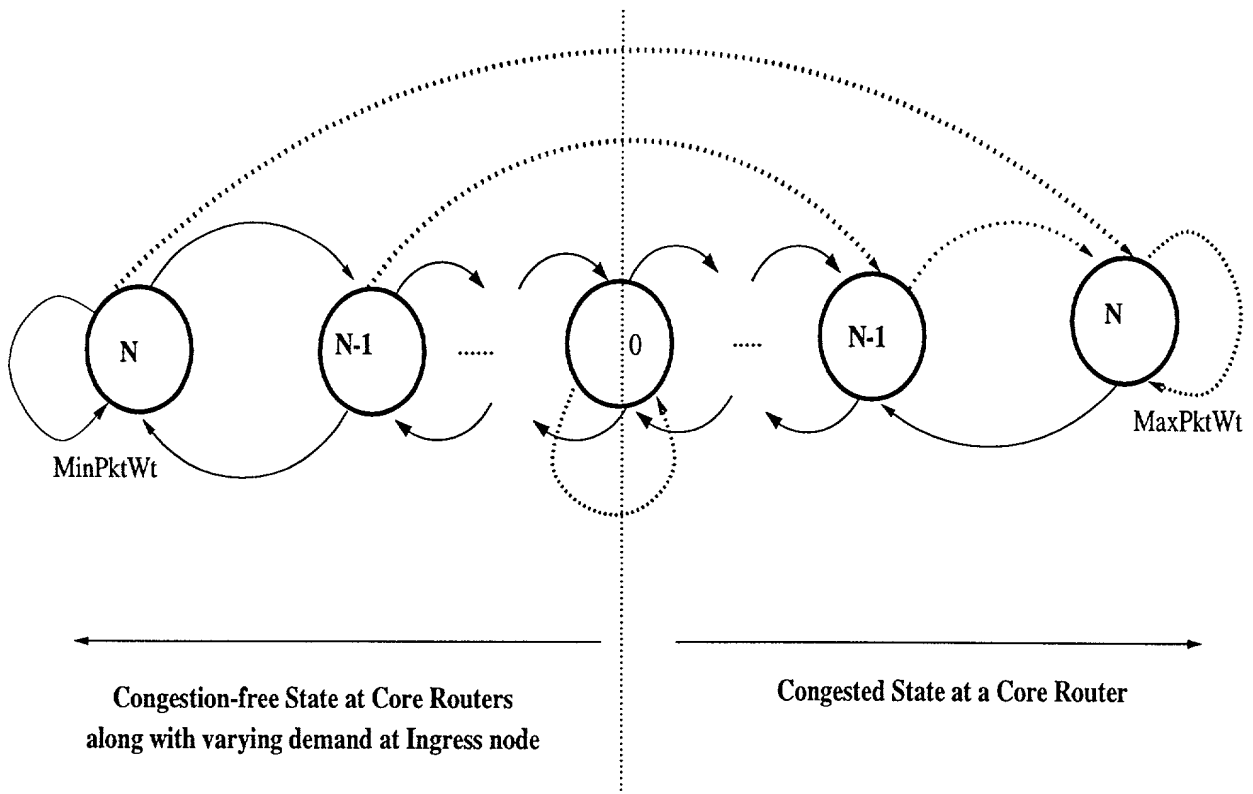 N
N-1
......
0
.....
N-1
N
MinPktWt
MaxPktWt
Congestion-free State at Core Routers
along with varying demand at Ingress node
Congested State at a Core Router